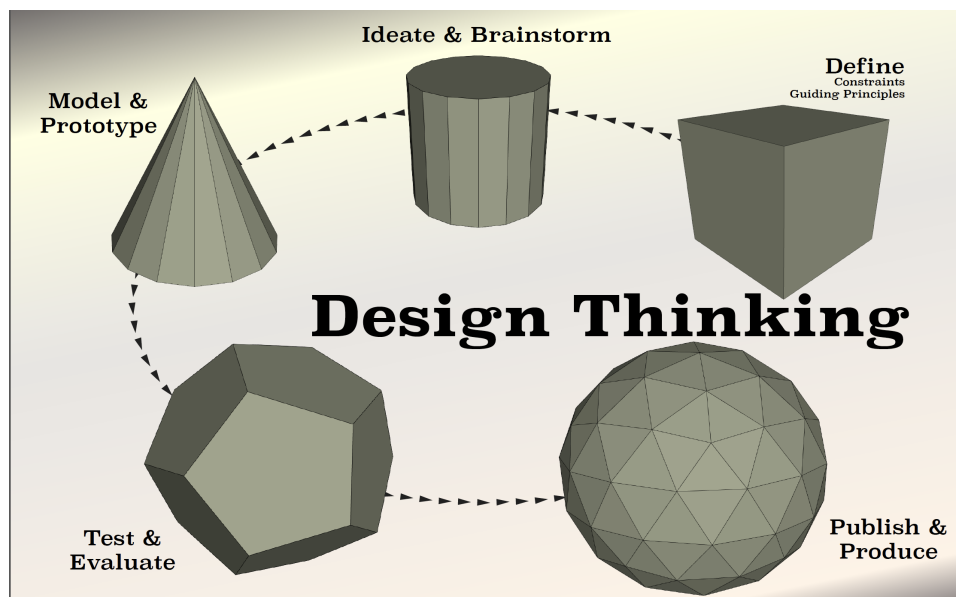 Ideate & Brainstorm
Define
Constraints
Guiding Principles
Model &
Prototype
Design Thinking
Test &
Evaluate
Publish &
Produce